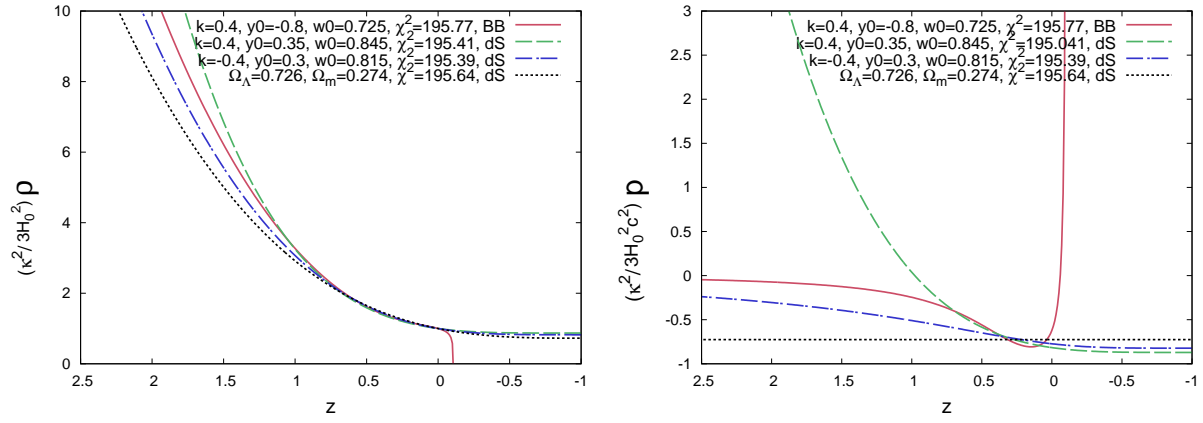 k=0.4, y0=-0.8, w0=0.725, χ²=195.77, BB
k=0.4, y0=0.35, w0=0.845, χ²=195.41, dS
k=-0.4, y0=0.3, w0=0.815, χ²=195.39, dS
Ω_Λ=0.726, Ω_m=0.274, χ²=195.64, dS
10
8
6
4
2
0
(κ²/3H₀²) ρ
2.5 2 1.5 1 0.5 0 -0.5 -1
z
k=0.4, y0=-0.8, w0=0.725, χ²=195.77, BB
k=0.4, y0=0.35, w0=0.845, χ²=195.041, dS
k=-0.4, y0=0.3, w0=0.815, χ²=195.39, dS
Ω_Λ=0.726, Ω_m=0.274, χ²=195.64, dS
3
2.5
2
1.5
1
0.5
0
-0.5
-1
(κ²/3H₀²c²) p
2.5 2 1.5 1 0.5 0 -0.5 -1
z